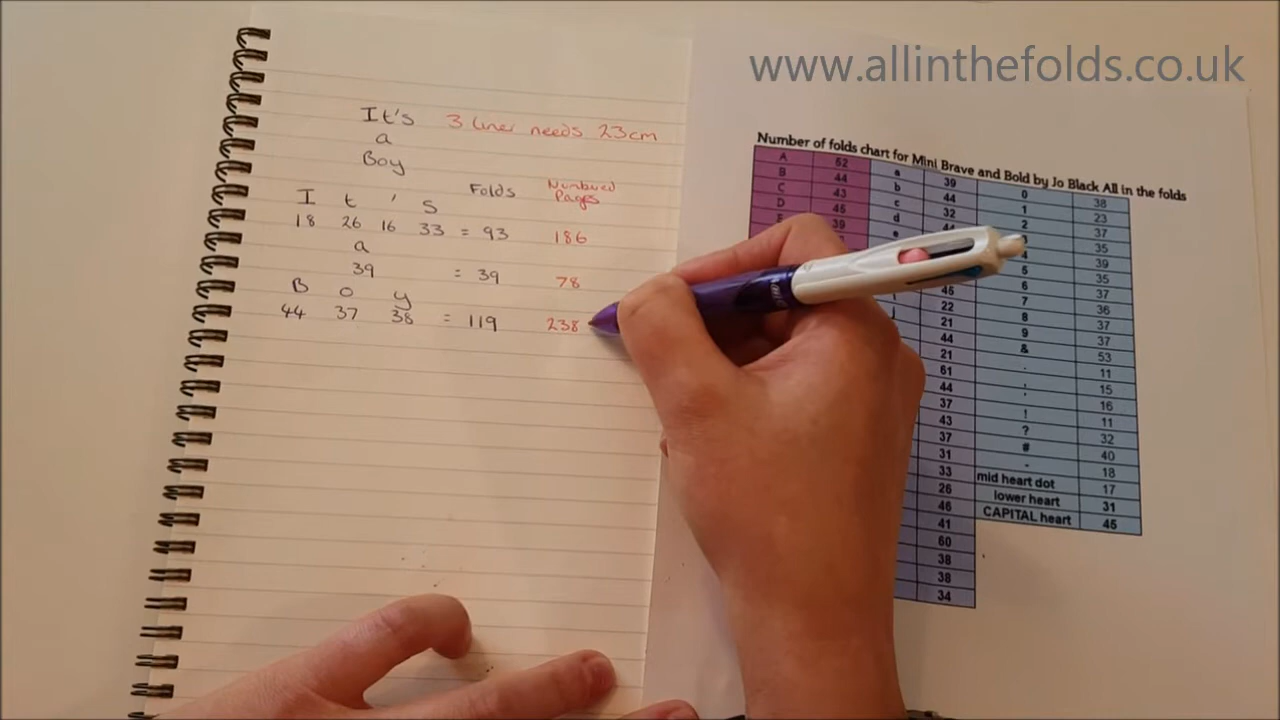 www.allinthefolds.co.uk
It's 3 liner needs 23cm
a
Boy
Folds Numbered Pages
I t ' s
18 26 16 33 = 93 186
a
39 = 39 78
B o y
44 37 38 = 119 238
Number of folds chart for Mini Brave and Bold by Jo Black All in the folds
A 52 a 39 0 38
B 44 b 44 1 23
C 43 c 32 2 37
D 45 d 35
E 39 e 4 39
5 35
6 37
45 7 36
22 8 37
21 9 37
44 & 53
21 . 11
61 , 15
44 ' 16
37 ! 11
43 ? 32
37 # 40
31 - 18
33 mid heart dot 17
26 lower heart 31
46 CAPITAL heart 45
41
60
38
38
34